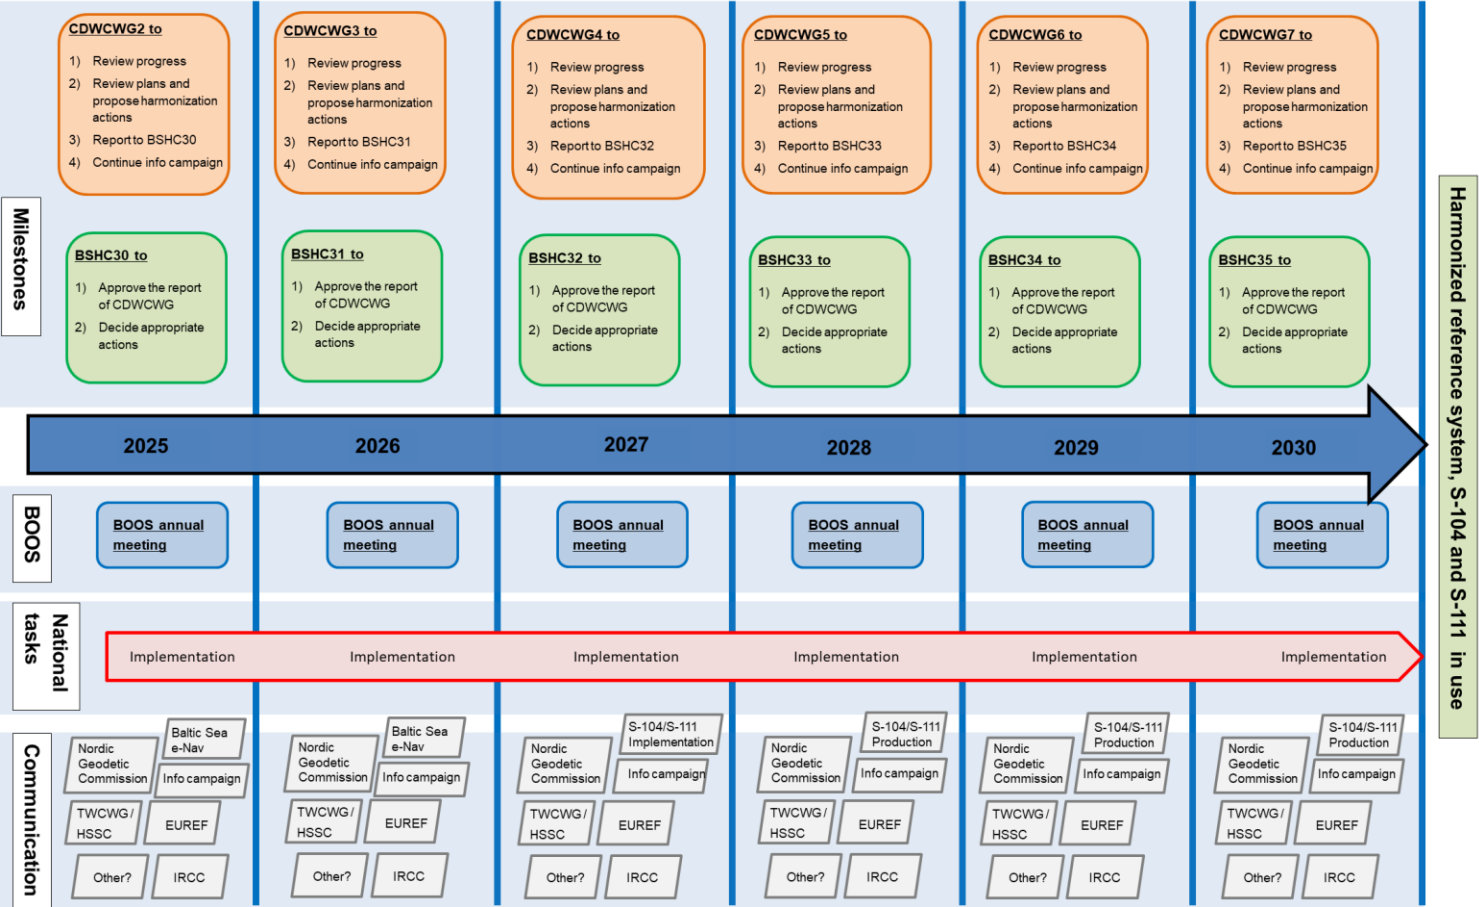 CDWCWG2 to
1) Review progress
2) Review plans and
propose harmonization
actions
3) Report to BSHC30
4) Continue info campaign
CDWCWG3 to
1) Review progress
2) Review plans and
propose harmonization
actions
3) Report to BSHC31
4) Continue info campaign
CDWCWG4 to
1) Review progress
2) Review plans and
propose harmonization
actions
3) Report to BSHC32
4) Continue info campaign
CDWCWG5 to
1) Review progress
2) Review plans and
propose harmonization
actions
3) Report to BSHC33
4) Continue info campaign
CDWCWG6 to
1) Review progress
2) Review plans and
propose harmonization
actions
3) Report to BSHC34
4) Continue info campaign
CDWCWG7 to
1) Review progress
2) Review plans and
propose harmonization
actions
3) Report to BSHC35
4) Continue info campaign
Milestones
BSHC30 to
1) Approve the report
of CDWCWG
2) Decide appropriate
actions
BSHC31 to
1) Approve the report
of CDWCWG
2) Decide appropriate
actions
BSHC32 to
1) Approve the report
of CDWCWG
2) Decide appropriate
actions
BSHC33 to
1) Approve the report
of CDWCWG
2) Decide appropriate
actions
BSHC34 to
1) Approve the report
of CDWCWG
2) Decide appropriate
actions
BSHC35 to
1) Approve the report
of CDWCWG
2) Decide appropriate
actions
Harmonized reference system, S-104 and S-111 in use
2025
2026
2027
2028
2029
2030
BOOS
BOOS annual
meeting
BOOS annual
meeting
BOOS annual
meeting
BOOS annual
meeting
BOOS annual
meeting
BOOS annual
meeting
National
tasks
Implementation
Implementation
Implementation
Implementation
Implementation
Implementation
Communication
Nordic
Geodetic
Commission
Baltic Sea
e-Nav
Info campaign
TWCWG /
HSSC
EUREF
Other?
IRCC
Nordic
Geodetic
Commission
Baltic Sea
e-Nav
Info campaign
TWCWG /
HSSC
EUREF
Other?
IRCC
Nordic
Geodetic
Commission
S-104/S-111
Implementation
Info campaign
TWCWG /
HSSC
EUREF
Other?
IRCC
Nordic
Geodetic
Commission
S-104/S-111
Production
Info campaign
TWCWG /
HSSC
EUREF
Other?
IRCC
Nordic
Geodetic
Commission
S-104/S-111
Production
Info campaign
TWCWG /
HSSC
EUREF
Other?
IRCC
Nordic
Geodetic
Commission
S-104/S-111
Production
Info campaign
TWCWG /
HSSC
EUREF
Other?
IRCC